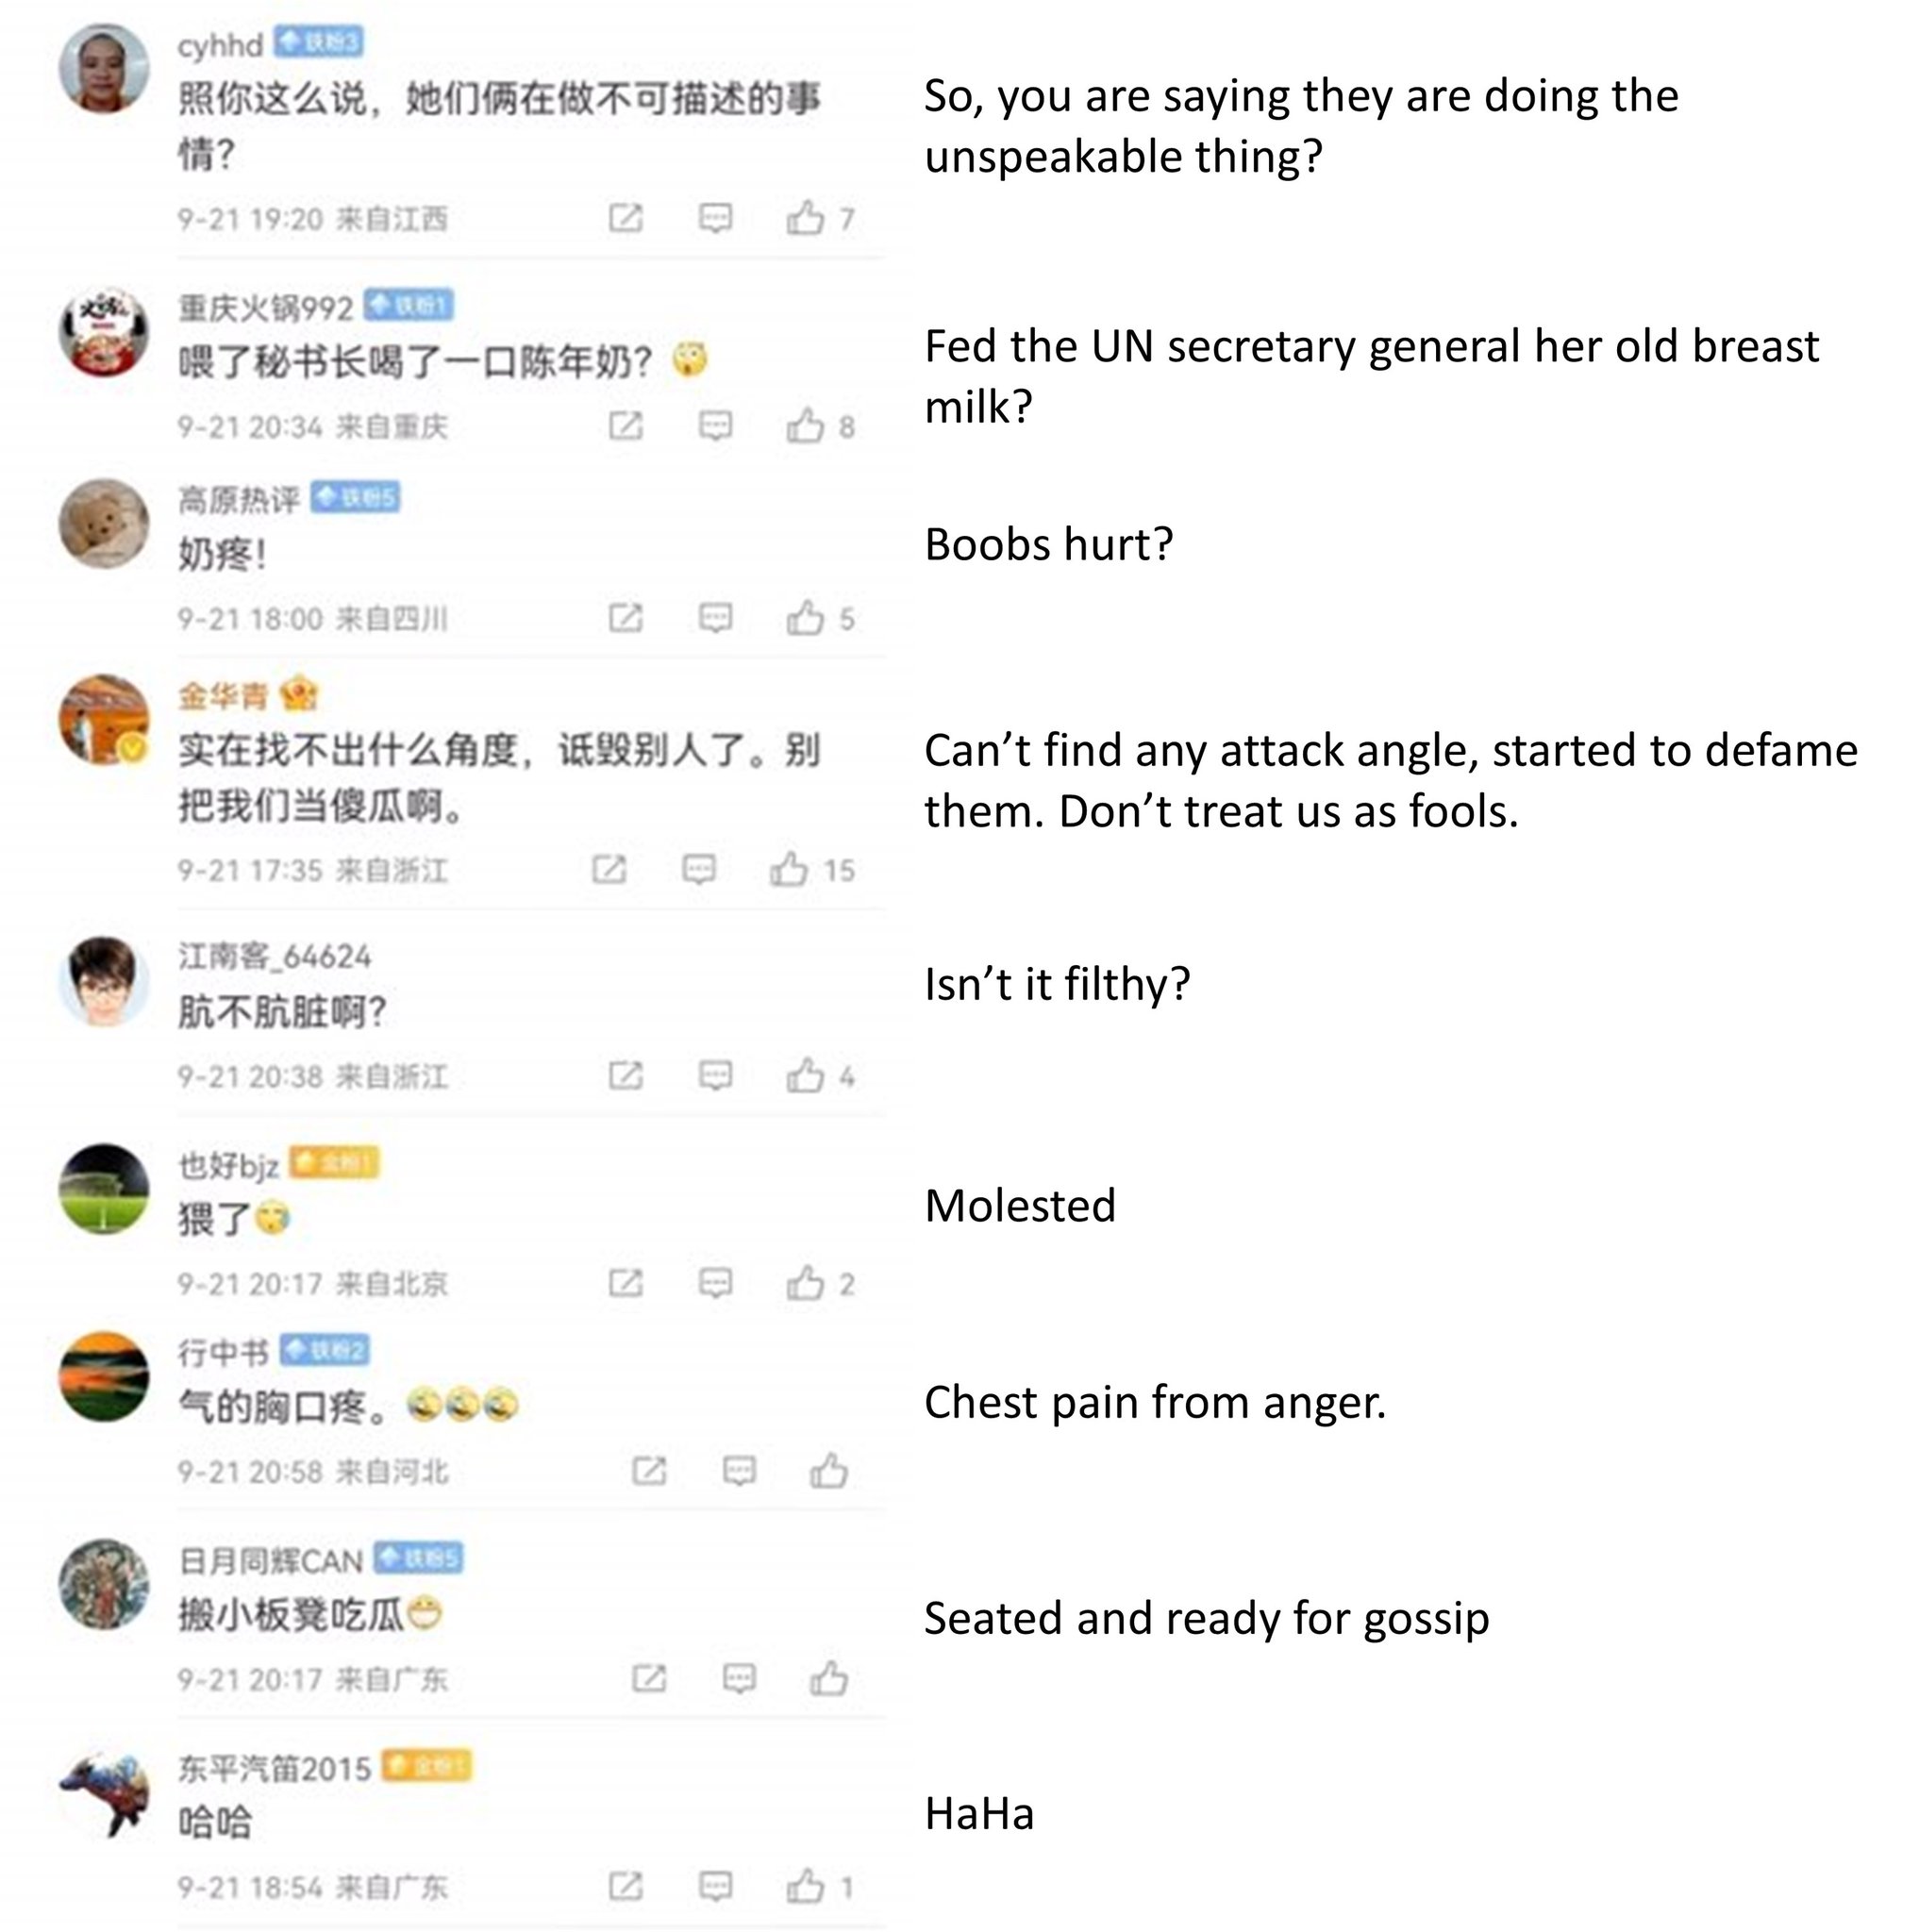 cyhhd 铁粉3
照你这么说，她们俩在做不可描述的事
情？
9-21 19:20 来自江西 7
So, you are saying they are doing the
unspeakable thing?
重庆火锅992 铁粉1
喂了秘书长喝了一口陈年奶？
9-21 20:34 来自重庆 8
Fed the UN secretary general her old breast
milk?
高原热评 铁粉5
奶疼！
9-21 18:00 来自四川 5
Boobs hurt?
金华青
实在找不出什么角度，诋毁别人了。别
把我们当傻瓜啊。
9-21 17:35 来自浙江 15
Can’t find any attack angle, started to defame
them. Don’t treat us as fools.
江南客_64624
肮不肮脏啊？
9-21 20:38 来自浙江 4
Isn’t it filthy?
也好bjz 金粉1
猥了
9-21 20:17 来自北京 2
Molested
行中书 铁粉2
气的胸口疼。
9-21 20:58 来自河北
Chest pain from anger.
日月同辉CAN 铁粉5
搬小板凳吃瓜
9-21 20:17 来自广东
Seated and ready for gossip
东平汽笛2015 金粉1
哈哈
9-21 18:54 来自广东 1
HaHa